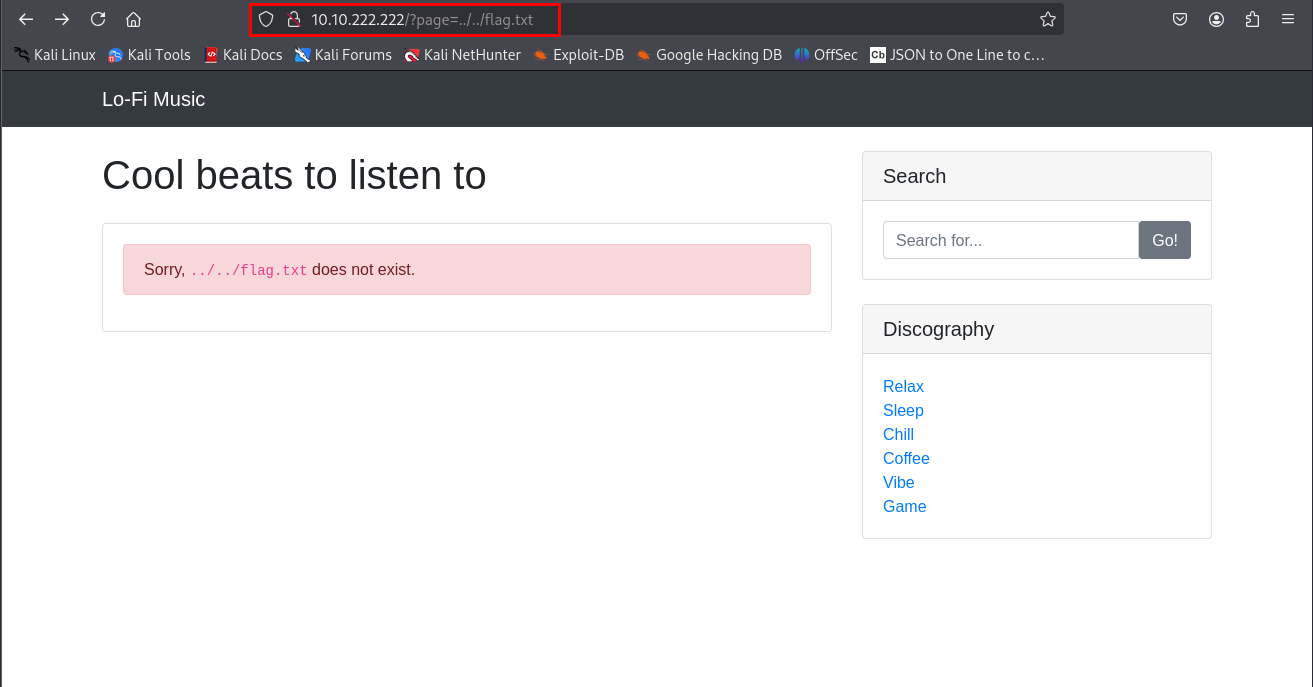 10.10.222.222/?page=../../flag.txt
Kali Linux Kali Tools Kali Docs Kali Forums Kali NetHunter Exploit-DB Google Hacking DB OffSec Cb JSON to One Line to c…
Lo-Fi Music
Cool beats to listen to
Sorry, ../../flag.txt does not exist.
Search
Search for...
Go!
Discography
Relax
Sleep
Chill
Coffee
Vibe
Game